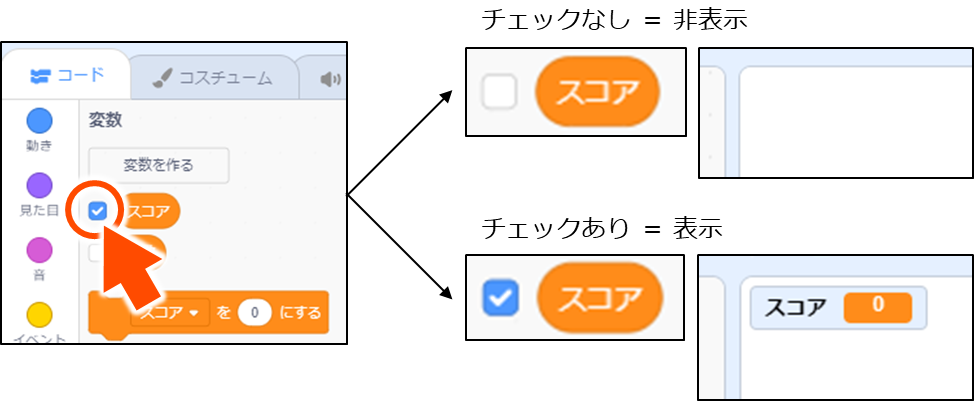 チェックなし ＝ 非表示
コード
コスチューム
変数
動き
変数を作る
見た目
スコア
音
スコア を 0 にする
イベント
スコア
チェックあり ＝ 表示
スコア
スコア 0